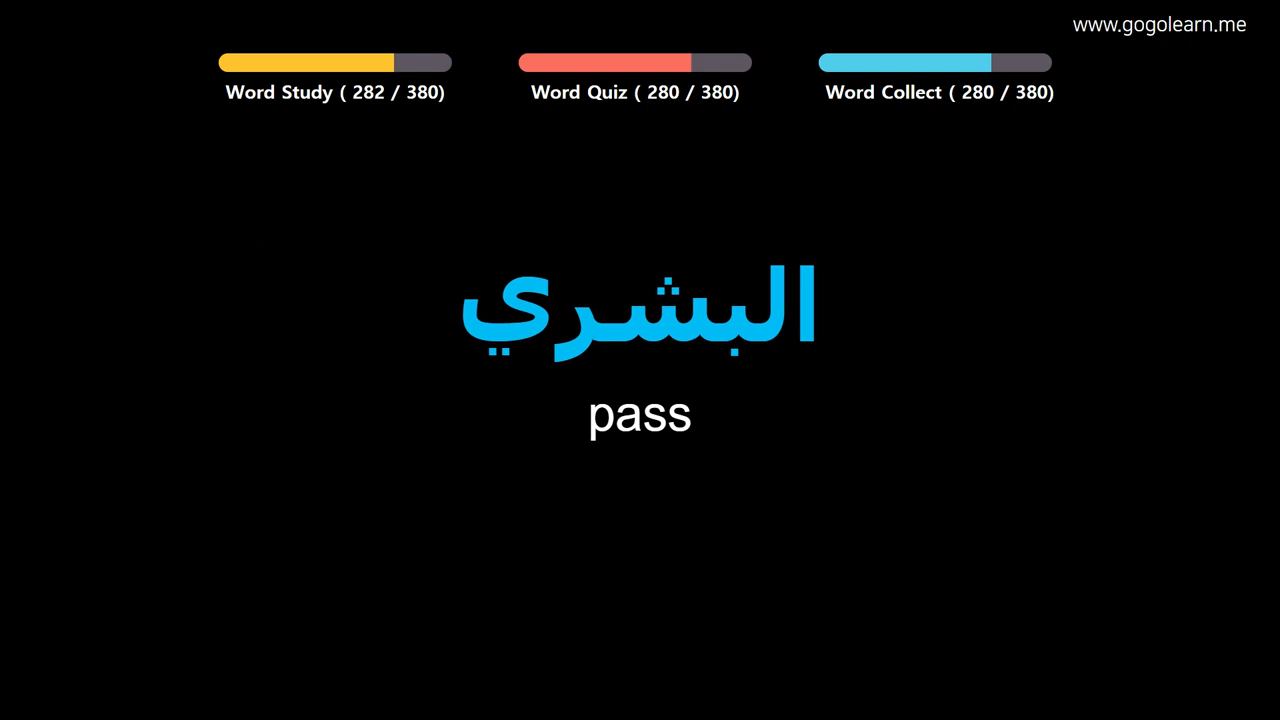 www.gogolearn.me
Word Study ( 282 / 380)
Word Quiz ( 280 / 380)
Word Collect ( 280 / 380)
البشري
pass